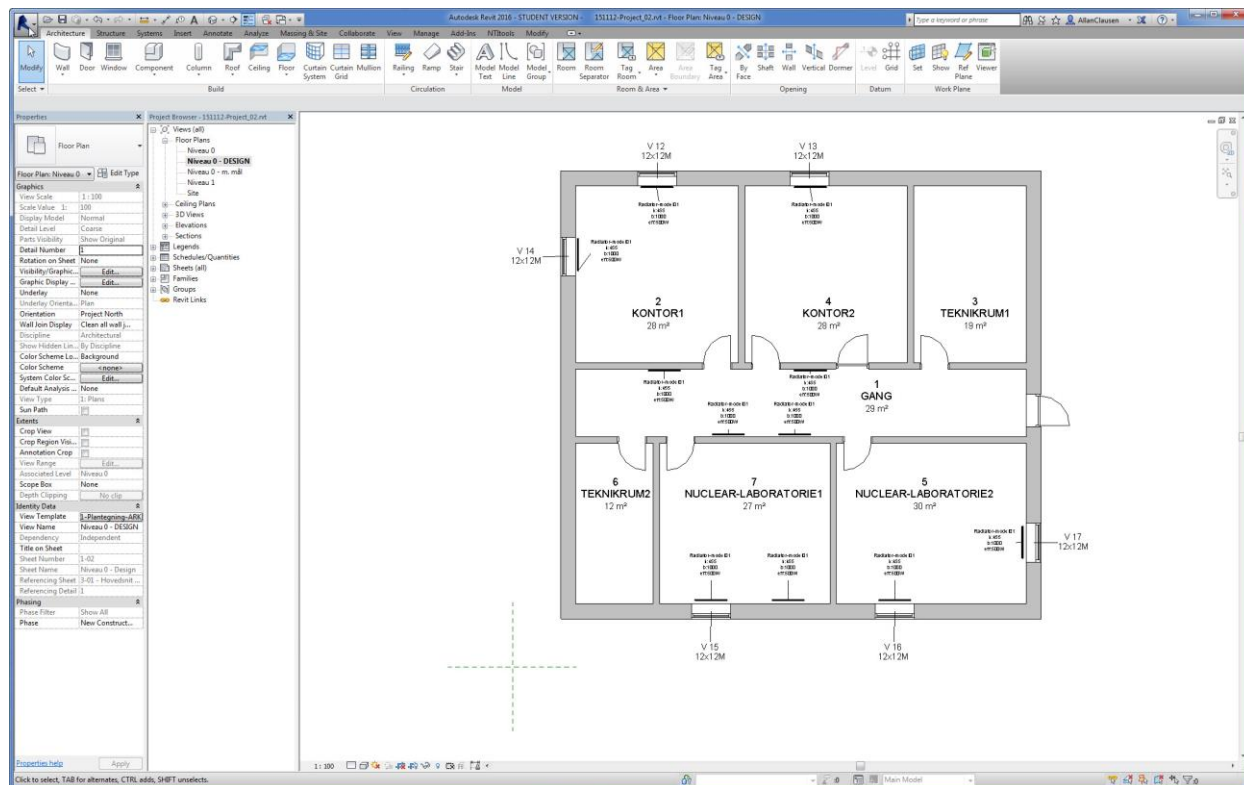 Autodesk Revit 2016 - STUDENT VERSION - 151112-Project_02.rvt - Floor Plan: Niveau 0 - DESIGN
Type a keyword or phrase
AllanClausen
Architecture Structure Systems Insert Annotate Analyze Massing & Site Collaborate View Manage Add-Ins NTItools Modify
Modify Wall Door Window Component Column Roof Ceiling Floor Stair Curtain System Curtain Grid Mullion Railing Ramp Stair Model Text Model Line Model Group Room Room Separator Tag Room Area Area Boundary Tag Area By Face Shaft Wall Vertical Dormer Level Grid Set Show Ref Plane Viewer
Select Build Circulation Model Room & Area Opening Datum Work Plane
Properties
Floor Plan
Floor Plan: Niveau 0 Edit Type
Graphics
View Scale 1 : 100
Scale Value 1: 100
Display Model Normal
Detail Level Coarse
Parts Visibility Show Original
Detail Number 1
Rotation on Sheet None
Visibility/Graphic... Edit...
Graphic Display ... Edit...
Underlay None
Underlay Orienta... Plan
Orientation Project North
Wall Join Display Clean all wall j...
Discipline Architectural
Show Hidden Lin... By Discipline
Color Scheme Lo... Background
Color Scheme <none>
System Color Sc... Edit...
Default Analysis ... None
View Type 1: Plans
Sun Path
Extents
Crop View
Crop Region Visi...
Annotation Crop
View Range Edit...
Associated Level Niveau 0
Scope Box None
Depth Clipping No clip
Identity Data
View Template 1-Plantegning-ARK
View Name Niveau 0 - DESIGN
Dependency Independent
Title on Sheet
Sheet Number 1-02
Sheet Name Niveau 0 - Design
Referencing Sheet 3-01 - Hovedsnit ...
Referencing Detail 1
Phasing
Phase Filter Show All
Phase New Construct...
Properties help Apply
Project Browser - 151112-Project_02.rvt
Views (all)
Floor Plans
Niveau 0
Niveau 0 - DESIGN
Niveau 0 - m. mål
Niveau 1
Site
Ceiling Plans
3D Views
Elevations
Sections
Legends
Schedules/Quantities
Sheets (all)
Families
Groups
Revit Links
V 12
12x12M
V 13
12x12M
V 14
12x12M
2
KONTOR1
28 m²
4
KONTOR2
28 m²
3
TEKNIKRUM1
19 m²
1
GANG
29 m²
6
TEKNIKRUM2
12 m²
7
NUCLEAR-LABORATORIE1
27 m²
5
NUCLEAR-LABORATORIE2
30 m²
V 17
12x12M
V 15
12x12M
V 16
12x12M
1 : 100
Click to select, TAB for alternates, CTRL adds, SHIFT unselects.
:0
Main Model
:0